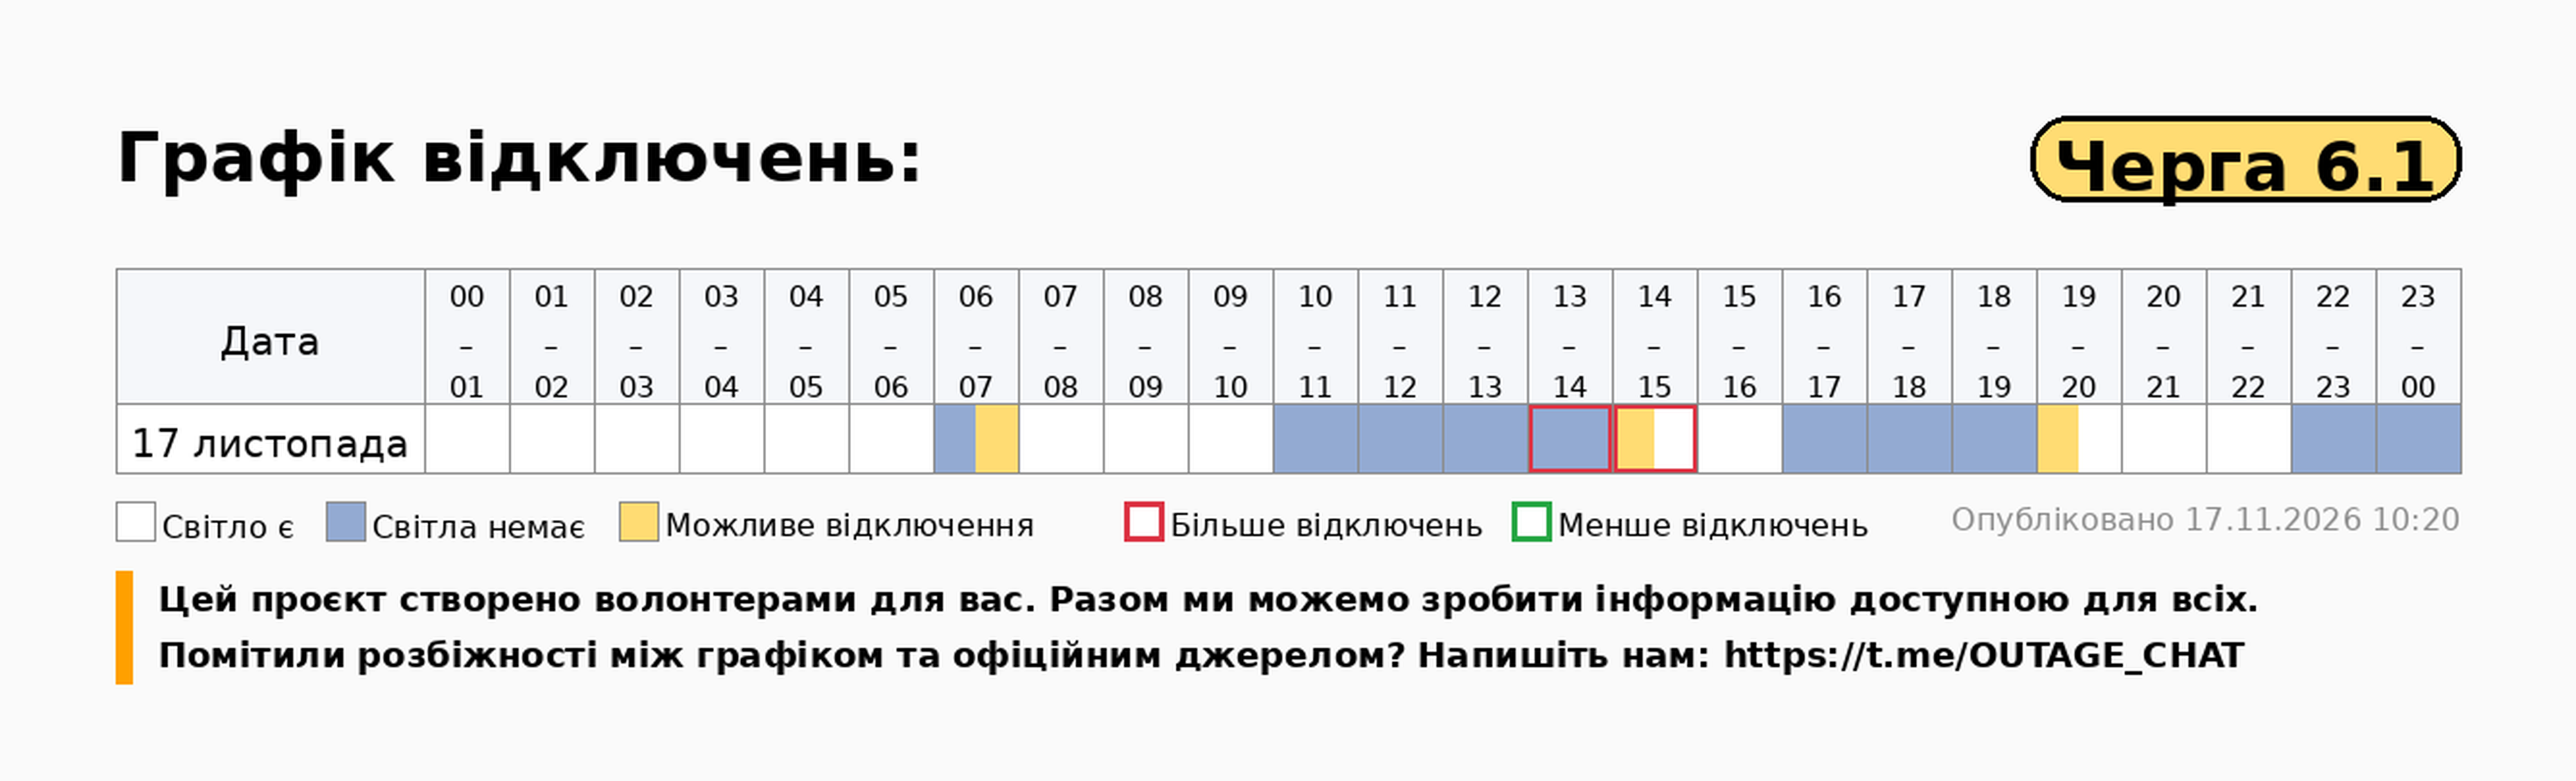 Графік відключень:
Черга 6.1
Дата
00 – 01
01 – 02
02 – 03
03 – 04
04 – 05
05 – 06
06 – 07
07 – 08
08 – 09
09 – 10
10 – 11
11 – 12
12 – 13
13 – 14
14 – 15
15 – 16
16 – 17
17 – 18
18 – 19
19 – 20
20 – 21
21 – 22
22 – 23
23 – 00
17 листопада
Світло є Світла немає Можливе відключення Більше відключень Менше відключень Опубліковано 17.11.2026 10:20
Цей проєкт створено волонтерами для вас. Разом ми можемо зробити інформацію доступною для всіх.
Помітили розбіжності між графіком та офіційним джерелом? Напишіть нам: https://t.me/OUTAGE_CHAT